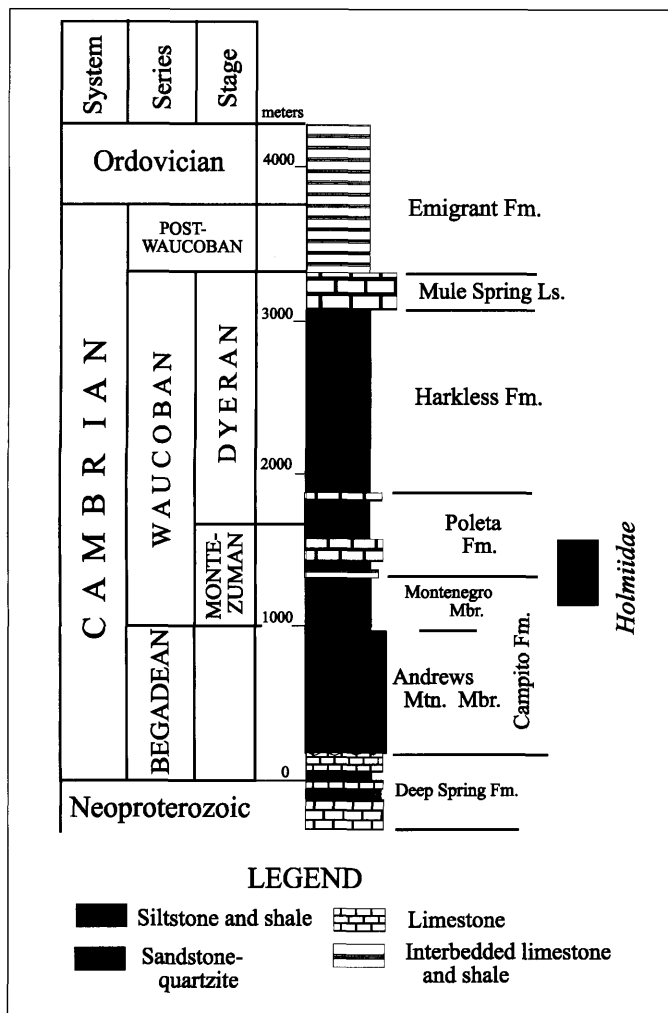 System
Series
Stage
meters
Ordovician
4000
Emigrant Fm.
POST-
WAUCOBAN
Mule Spring Ls.
3000
CAMBRIAN
WAUCOBAN
DYERAN
Harkless Fm.
2000
Poleta
Fm.
MONTE-
ZUMAN
Holmiidae
Montenegro
Mbr.
1000
BEGADEAN
Andrews
Mtn. Mbr.
Campito Fm.
0
Neoproterozoic
Deep Spring Fm.
LEGEND
Siltstone and shale
Limestone
Sandstone-
quartzite
Interbedded limestone
and shale